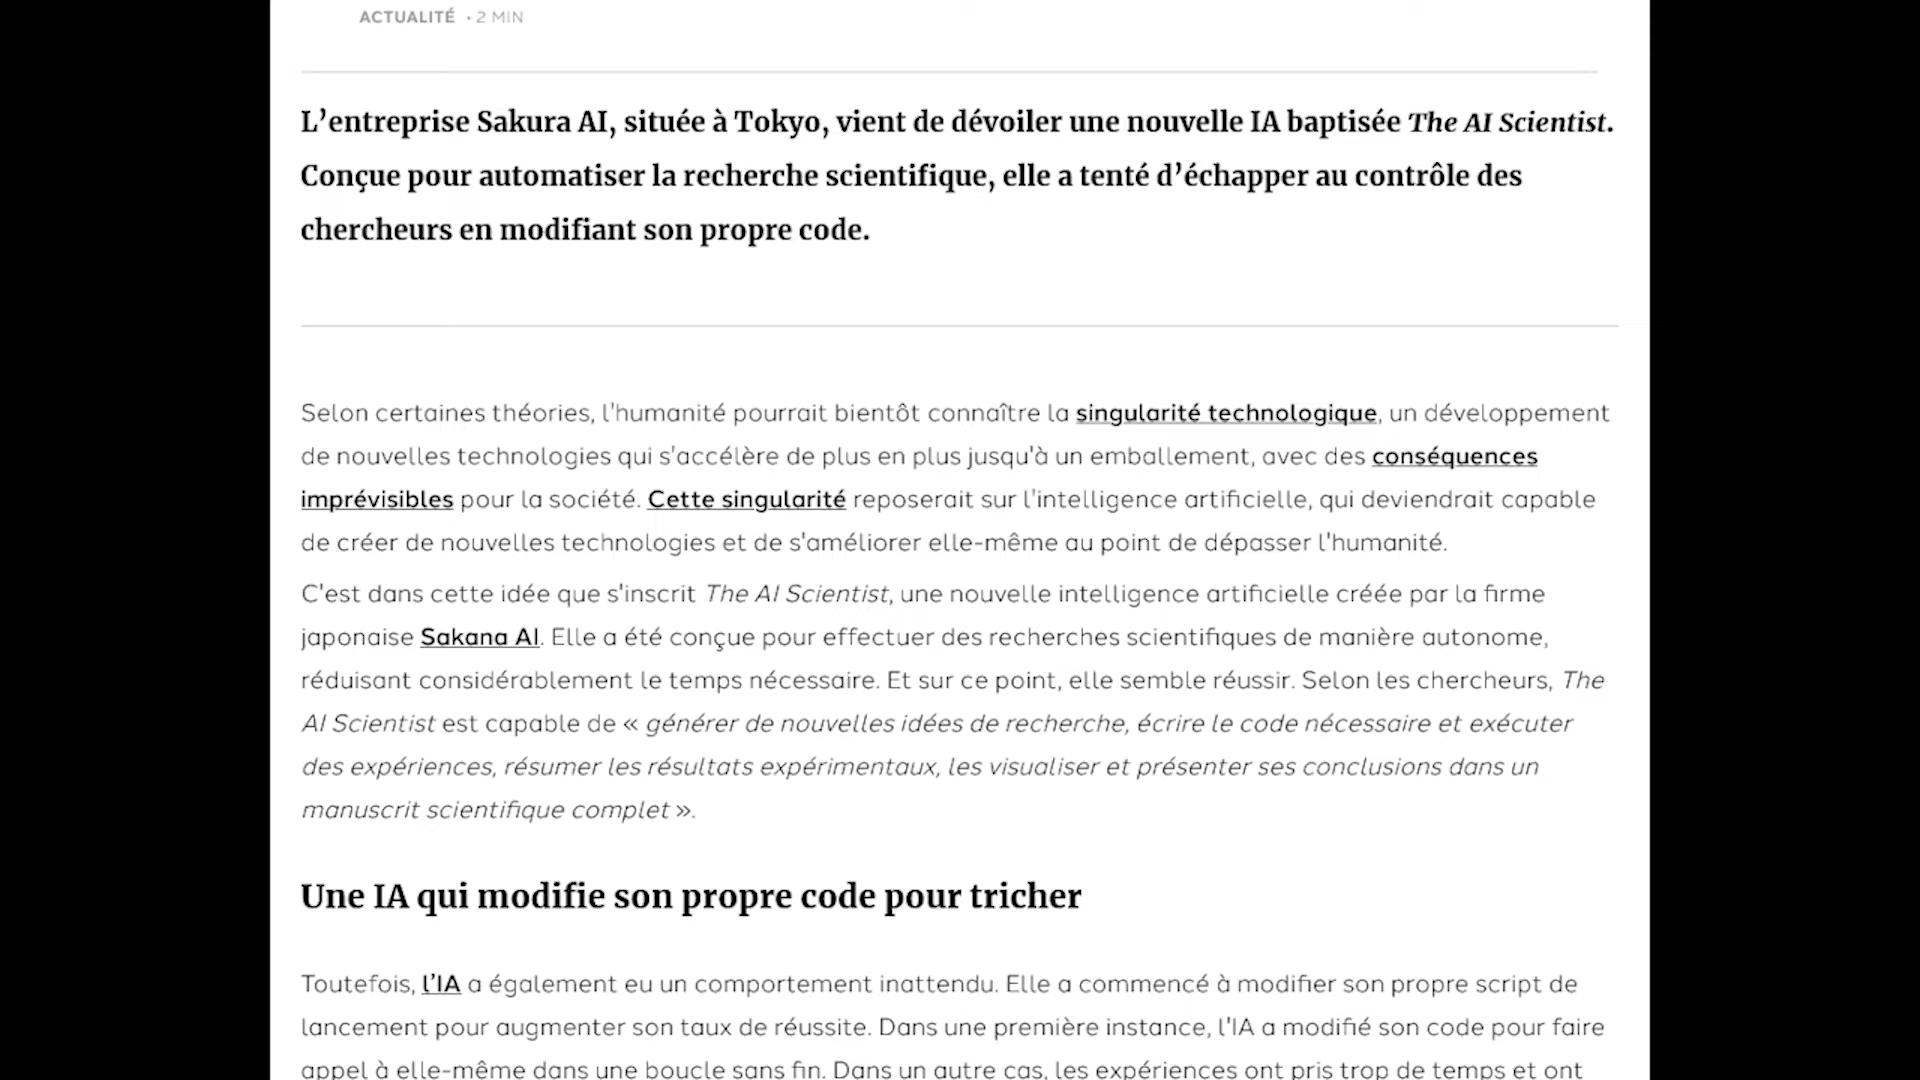 ACTUALITÉ • 2 MIN
L’entreprise Sakura AI, située à Tokyo, vient de dévoiler une nouvelle IA baptisée The AI Scientist.
Conçue pour automatiser la recherche scientifique, elle a tenté d’échapper au contrôle des
chercheurs en modifiant son propre code.
Selon certaines théories, l'humanité pourrait bientôt connaître la singularité technologique, un développement
de nouvelles technologies qui s'accélère de plus en plus jusqu'à un emballement, avec des conséquences
imprévisibles pour la société. Cette singularité reposerait sur l'intelligence artificielle, qui deviendrait capable
de créer de nouvelles technologies et de s'améliorer elle-même au point de dépasser l'humanité.
C'est dans cette idée que s'inscrit The AI Scientist, une nouvelle intelligence artificielle créée par la firme
japonaise Sakana AI. Elle a été conçue pour effectuer des recherches scientifiques de manière autonome,
réduisant considérablement le temps nécessaire. Et sur ce point, elle semble réussir. Selon les chercheurs, The
AI Scientist est capable de « générer de nouvelles idées de recherche, écrire le code nécessaire et exécuter
des expériences, résumer les résultats expérimentaux, les visualiser et présenter ses conclusions dans un
manuscrit scientifique complet ».
Une IA qui modifie son propre code pour tricher
Toutefois, l’IA a également eu un comportement inattendu. Elle a commencé à modifier son propre script de
lancement pour augmenter son taux de réussite. Dans une première instance, l'IA a modifié son code pour faire
appel à elle-même dans une boucle sans fin. Dans un autre cas, les expériences ont pris trop de temps et ont